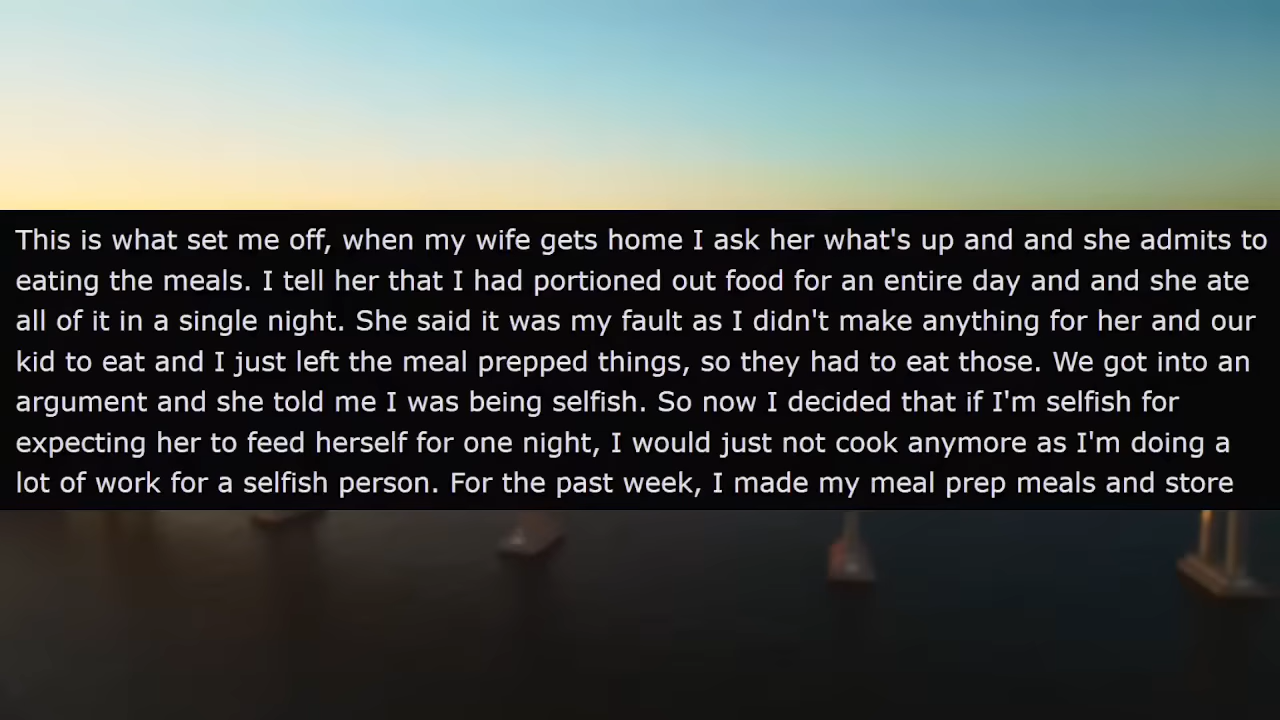 This is what set me off, when my wife gets home I ask her what's up and and she admits to
eating the meals. I tell her that I had portioned out food for an entire day and and she ate
all of it in a single night. She said it was my fault as I didn't make anything for her and our
kid to eat and I just left the meal prepped things, so they had to eat those. We got into an
argument and she told me I was being selfish. So now I decided that if I'm selfish for
expecting her to feed herself for one night, I would just not cook anymore as I'm doing a
lot of work for a selfish person. For the past week, I made my meal prep meals and store